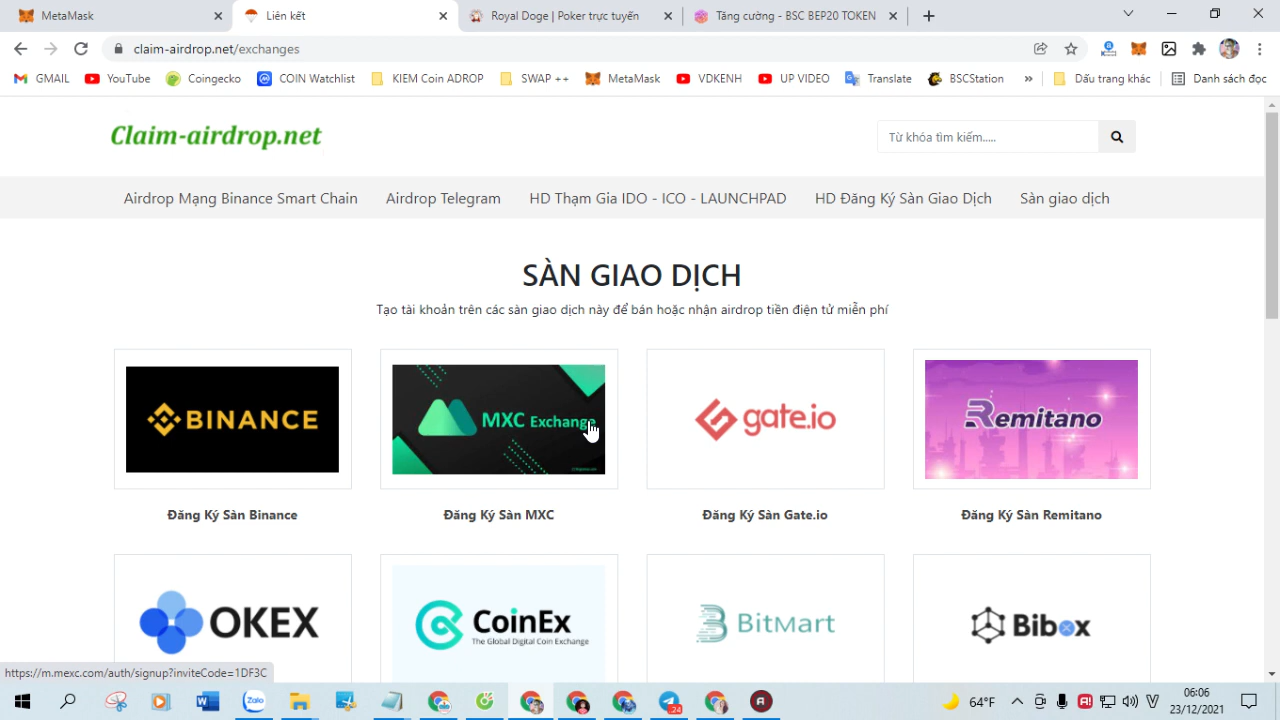 MetaMask
Liên kết
Royal Doge | Poker trực tuyến
Tăng cường - BSC BEP20 TOKEN
claim-airdrop.net/exchanges
GMAIL
YouTube
Coingecko
COIN Watchlist
KIEM Coin ADROP
SWAP ++
MetaMask
VDKENH
UP VIDEO
Translate
BSCStation
»
Dấu trang khác
Danh sách đọc
Claim-airdrop.net
Từ khóa tìm kiếm.....
Airdrop Mạng Binance Smart Chain
Airdrop Telegram
HD Thạm Gia IDO - ICO - LAUNCHPAD
HD Đăng Ký Sàn Giao Dịch
Sàn giao dịch
SÀN GIAO DỊCH
Tạo tài khoản trên các sàn giao dịch này để bán hoặc nhận airdrop tiền điện tử miễn phí
BINANCE
MXC Exchange
gate.io
Remitano
Đăng Ký Sàn Binance
Đăng Ký Sàn MXC
Đăng Ký Sàn Gate.io
Đăng Ký Sàn Remitano
OKEX
CoinEx
The Global Digital Coin Exchange
BitMart
Bibox
https://m.mexc.com/auth/signup?inviteCode=1DF3C
Zalo
24
64°F
06:06
23/12/2021